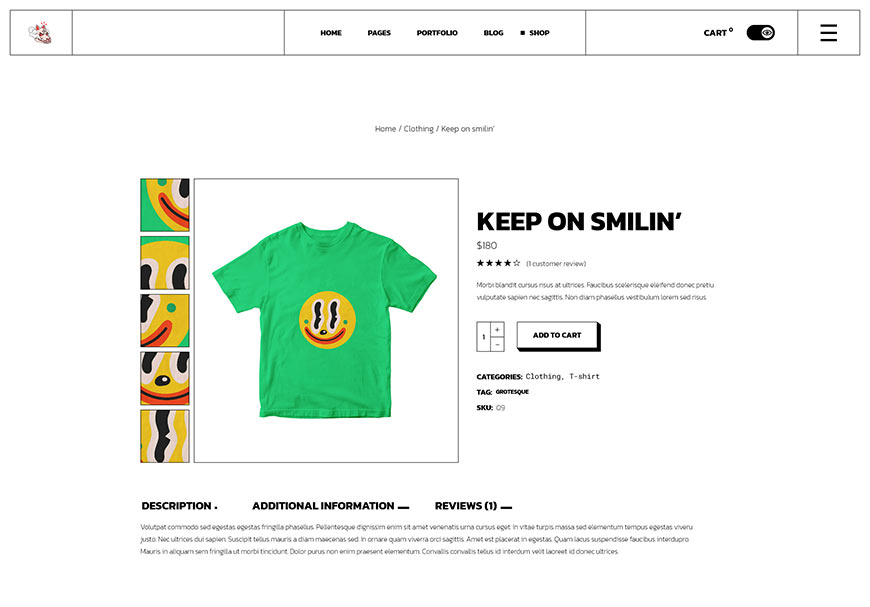 HOME PAGES PORTFOLIO BLOG SHOP
CART 0
Home / Clothing / Keep on smilin’
KEEP ON SMILIN’
$180
(1 customer review)
Morbi blandit cursus risus at ultrices. Faucibus scelerisque eleifend donec pretiu
vulputate sapien nec sagittis. Non diam phasellus vestibulum lorem sed risus.
1 + −
ADD TO CART
CATEGORIES: Clothing, T-shirt
TAG: GROTESQUE
SKU: 09
DESCRIPTION ADDITIONAL INFORMATION REVIEWS (1)
Volutpat commodo sed egestas egestas fringilla phasellus. Pellentesque dignissim enim sit amet venenatis urna cursus eget. In vitae turpis massa sed elementum tempus egestas viveru
justo. Nec ultrices dui sapien. Suscipit tellus mauris a diam maecenas sed. In ornare quam viverra orci sagittis. Amet est placerat in egestas. Quam lacus suspendisse faucibus interdupro.
Mauris in aliquam sem fringilla ut morbi tincidunt. Dolor purus non enim praesent elementum. Convallis convallis tellus id interdum velit laoreet id donec ultrices.